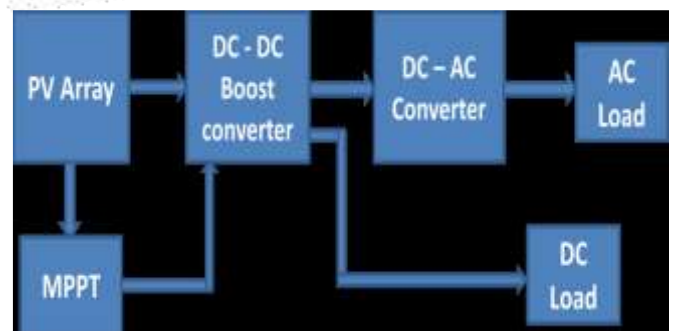 PV Array
DC - DC
Boost
converter
DC – AC
Converter
AC
Load
MPPT
DC
Load